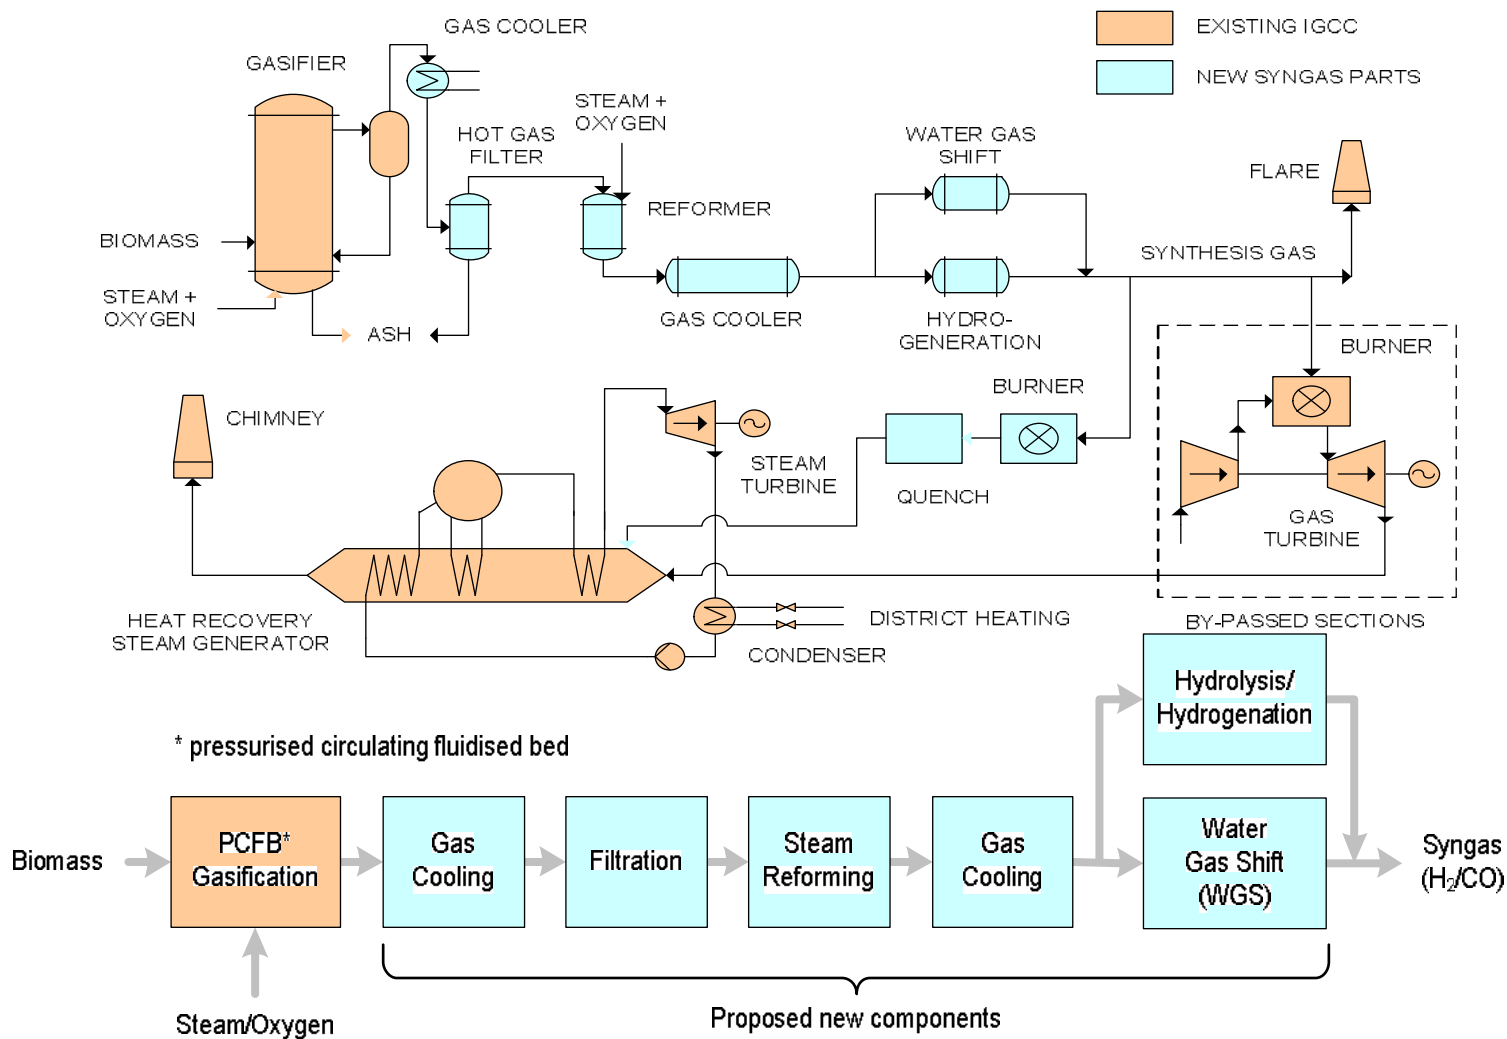 GAS COOLER
EXISTING IGCC
GASIFIER
NEW SYNGAS PARTS
STEAM +
OXYGEN
HOT GAS
FILTER
WATER GAS
SHIFT
FLARE
REFORMER
BIOMASS
SYNTHESIS GAS
STEAM +
OXYGEN
ASH
GAS COOLER
HYDRO-
GENERATION
BURNER
BURNER
CHIMNEY
STEAM
TURBINE
QUENCH
GAS
TURBINE
HEAT RECOVERY
STEAM GENERATOR
DISTRICT HEATING
CONDENSER
BY-PASSED SECTIONS
Hydrolysis/
Hydrogenation
* pressurised circulating fluidised bed
Biomass
PCFB*
Gasification
Gas
Cooling
Filtration
Steam
Reforming
Gas
Cooling
Water
Gas Shift
(WGS)
Syngas
(H₂/CO)
Steam/Oxygen
Proposed new components